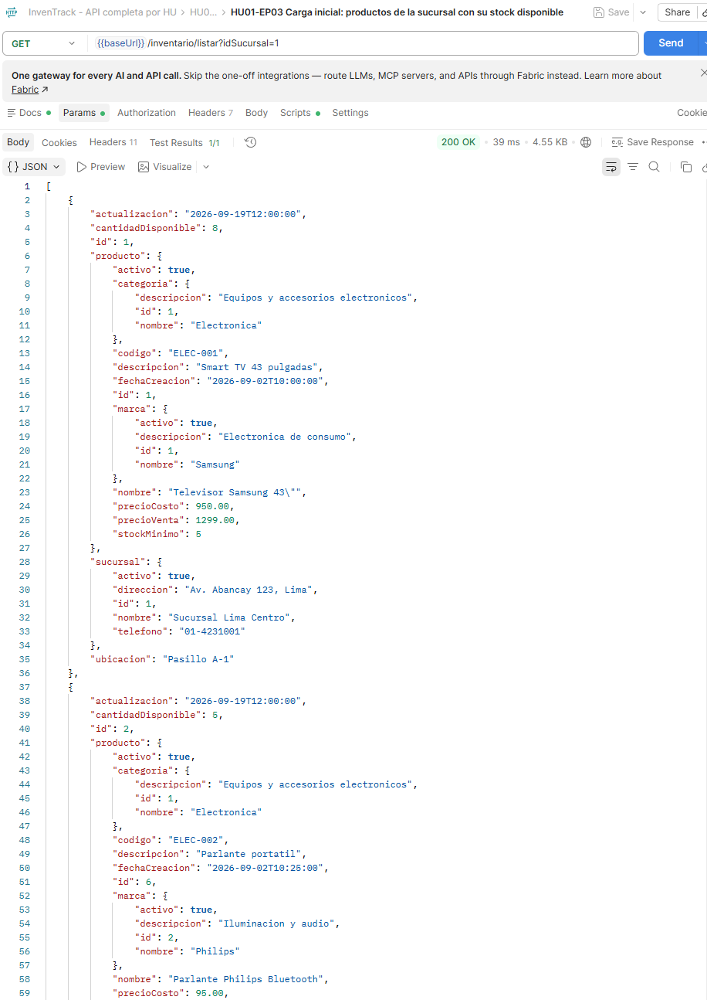 HTTP InvenTrack - API completa por HU > HU0... > HU01-EP03 Carga inicial: productos de la sucursal con su stock disponible Save Share
GET {{baseUrl}} /inventario/listar?idSucursal=1 Send
One gateway for every AI and API call. Skip the one-off integrations — route LLMs, MCP servers, and APIs through Fabric instead. Learn more about
Fabric ↗
Docs Params Authorization Headers 7 Body Scripts Settings Cookie
Body Cookies Headers 11 Test Results 1/1 200 OK • 39 ms • 4.55 KB e.g. Save Response
{} JSON Preview Visualize
1 [
2 {
3 "actualizacion": "2026-09-19T12:00:00",
4 "cantidadDisponible": 8,
5 "id": 1,
6 "producto": {
7 "activo": true,
8 "categoria": {
9 "descripcion": "Equipos y accesorios electronicos",
10 "id": 1,
11 "nombre": "Electronica"
12 },
13 "codigo": "ELEC-001",
14 "descripcion": "Smart TV 43 pulgadas",
15 "fechaCreacion": "2026-09-02T10:00:00",
16 "id": 1,
17 "marca": {
18 "activo": true,
19 "descripcion": "Electronica de consumo",
20 "id": 1,
21 "nombre": "Samsung"
22 },
23 "nombre": "Televisor Samsung 43\"",
24 "precioCosto": 950.00,
25 "precioVenta": 1299.00,
26 "stockMinimo": 5
27 },
28 "sucursal": {
29 "activo": true,
30 "direccion": "Av. Abancay 123, Lima",
31 "id": 1,
32 "nombre": "Sucursal Lima Centro",
33 "telefono": "01-4231001"
34 },
35 "ubicacion": "Pasillo A-1"
36 },
37 {
38 "actualizacion": "2026-09-19T12:00:00",
39 "cantidadDisponible": 5,
40 "id": 2,
41 "producto": {
42 "activo": true,
43 "categoria": {
44 "descripcion": "Equipos y accesorios electronicos",
45 "id": 1,
46 "nombre": "Electronica"
47 },
48 "codigo": "ELEC-002",
49 "descripcion": "Parlante portatil",
50 "fechaCreacion": "2026-09-02T10:25:00",
51 "id": 6,
52 "marca": {
53 "activo": true,
54 "descripcion": "Iluminacion y audio",
55 "id": 2,
56 "nombre": "Philips"
57 },
58 "nombre": "Parlante Philips Bluetooth",
59 "precioCosto": 95.00,